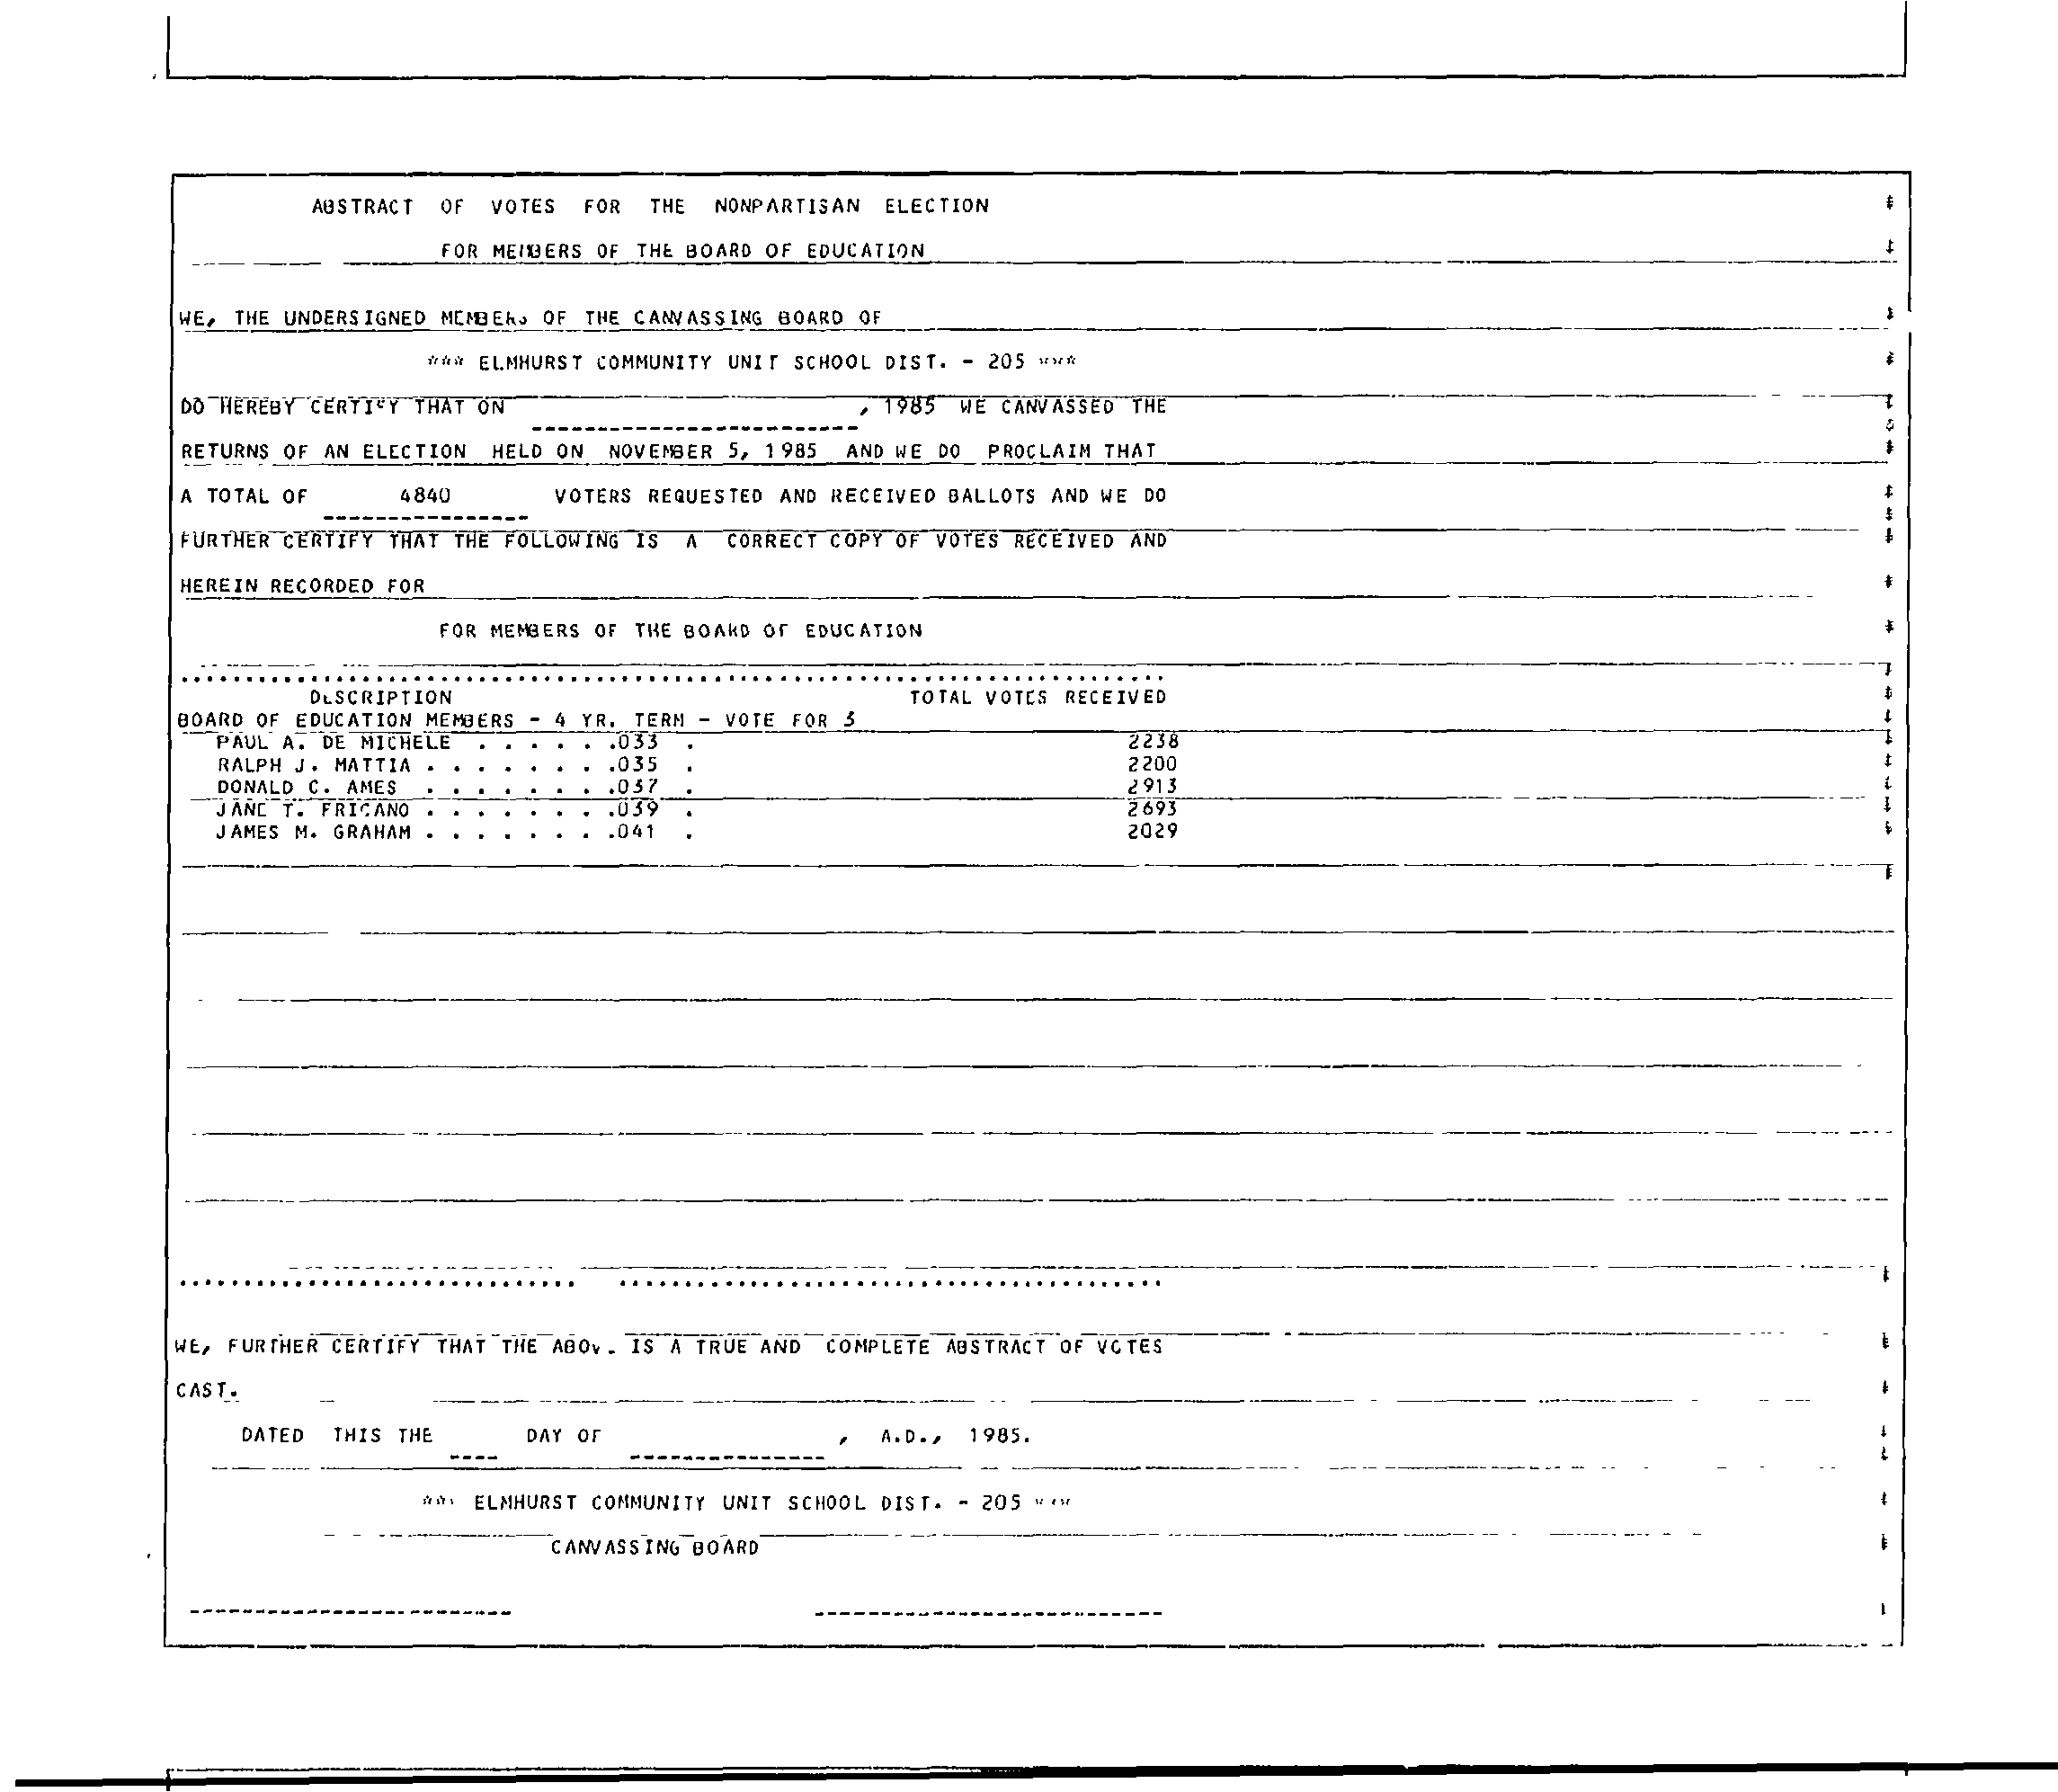 ABSTRACT OF VOTES FOR THE NONPARTISAN ELECTION
FOR MEMBERS OF THE BOARD OF EDUCATION
WE, THE UNDERSIGNED MEMBERS OF THE CANVASSING BOARD OF
*** ELMHURST COMMUNITY UNIT SCHOOL DIST. - 205 ***
DO HEREBY CERTIFY THAT ON , 1985 WE CANVASSED THE
RETURNS OF AN ELECTION HELD ON NOVEMBER 5, 1985 AND WE DO PROCLAIM THAT
A TOTAL OF 4840 VOTERS REQUESTED AND RECEIVED BALLOTS AND WE DO
FURTHER CERTIFY THAT THE FOLLOWING IS A CORRECT COPY OF VOTES RECEIVED AND
HEREIN RECORDED FOR
FOR MEMBERS OF THE BOARD OF EDUCATION
DESCRIPTION TOTAL VOTES RECEIVED
BOARD OF EDUCATION MEMBERS - 4 YR. TERM - VOTE FOR 3
PAUL A. DE MICHELE . . . . . .033 . 2238
RALPH J. MATTIA . . . . . . . .035 . 2200
DONALD C. AMES . . . . . . . .037 . 2913
JANE T. FRICANO . . . . . . . .039 . 2693
JAMES M. GRAHAM . . . . . . . .041 . 2029
WE, FURTHER CERTIFY THAT THE ABOVE IS A TRUE AND COMPLETE ABSTRACT OF VOTES
CAST.
DATED THIS THE DAY OF , A.D., 1985.
*** ELMHURST COMMUNITY UNIT SCHOOL DIST. - 205 ***
CANVASSING BOARD